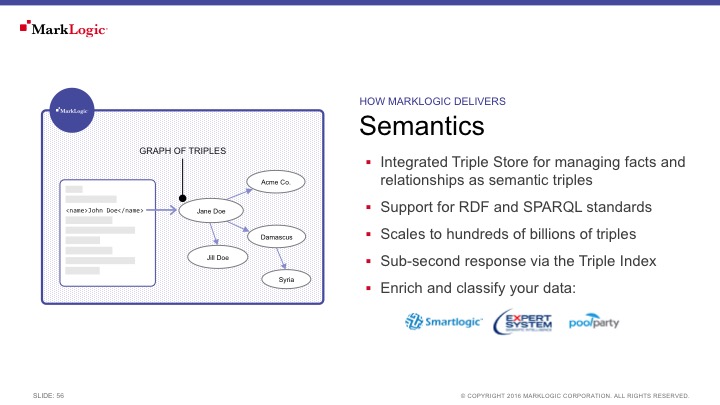 MarkLogic
MarkLogic
GRAPH OF TRIPLES
Acme Co.
<name>John Doe</name>
Jane Doe
Damascus
Jill Doe
Syria
HOW MARKLOGIC DELIVERS
Semantics
Integrated Triple Store for managing facts and
relationships as semantic triples
Support for RDF and SPARQL standards
Scales to hundreds of billions of triples
Sub-second response via the Triple Index
Enrich and classify your data:
Smartlogic
EXPERT
SYSTEM
poolparty
SLIDE: 56
© COPYRIGHT 2016 MARKLOGIC CORPORATION. ALL RIGHTS RESERVED.